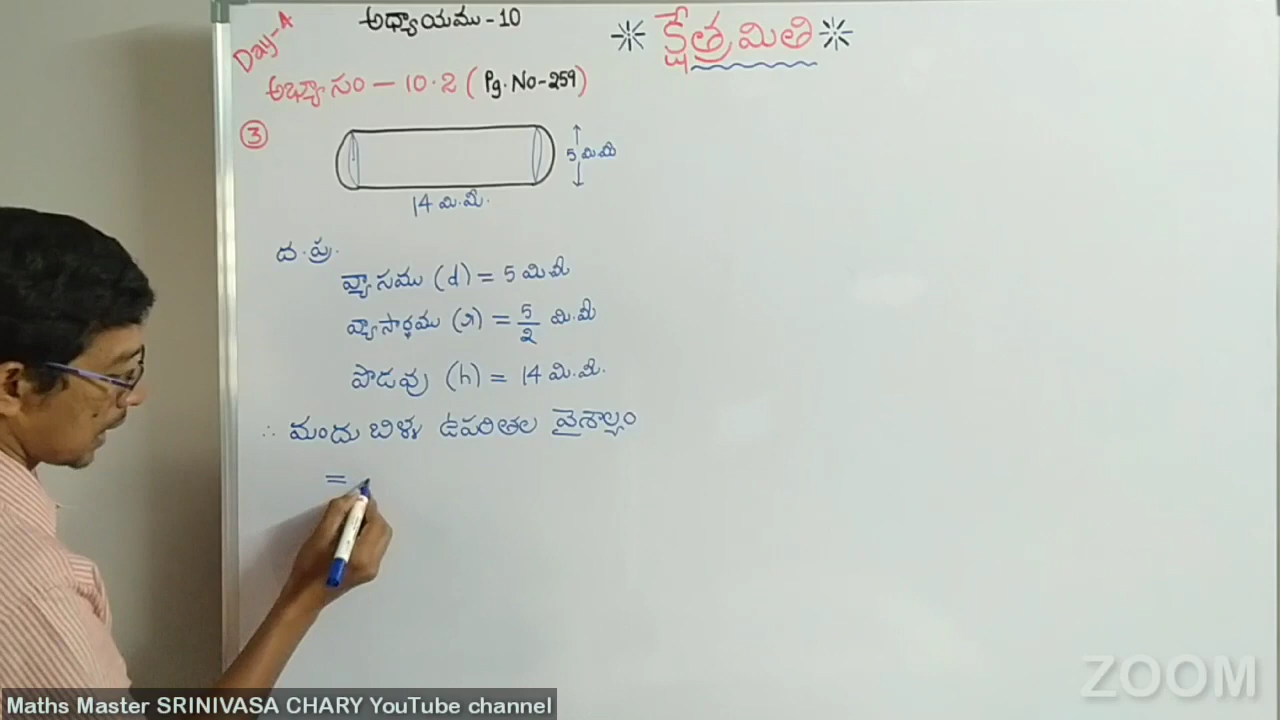 Day-4
అధ్యాయము - 10
* క్షేత్రమితి *
అభ్యాసం - 10.2 (Pg. No-259)
3
5 మి.మీ
14 మి.మీ.
ద.ప్ర.
వ్యాసము (d) = 5 మి.మీ
వ్యాసార్థము (r) = 5/2 మి.మీ
పొడవు (h) = 14 మి.మీ.
∴ మందు బిళ్ళ ఉపరితల వైశాల్యం
=
ZOOM
Maths Master SRINIVASA CHARY YouTube channel